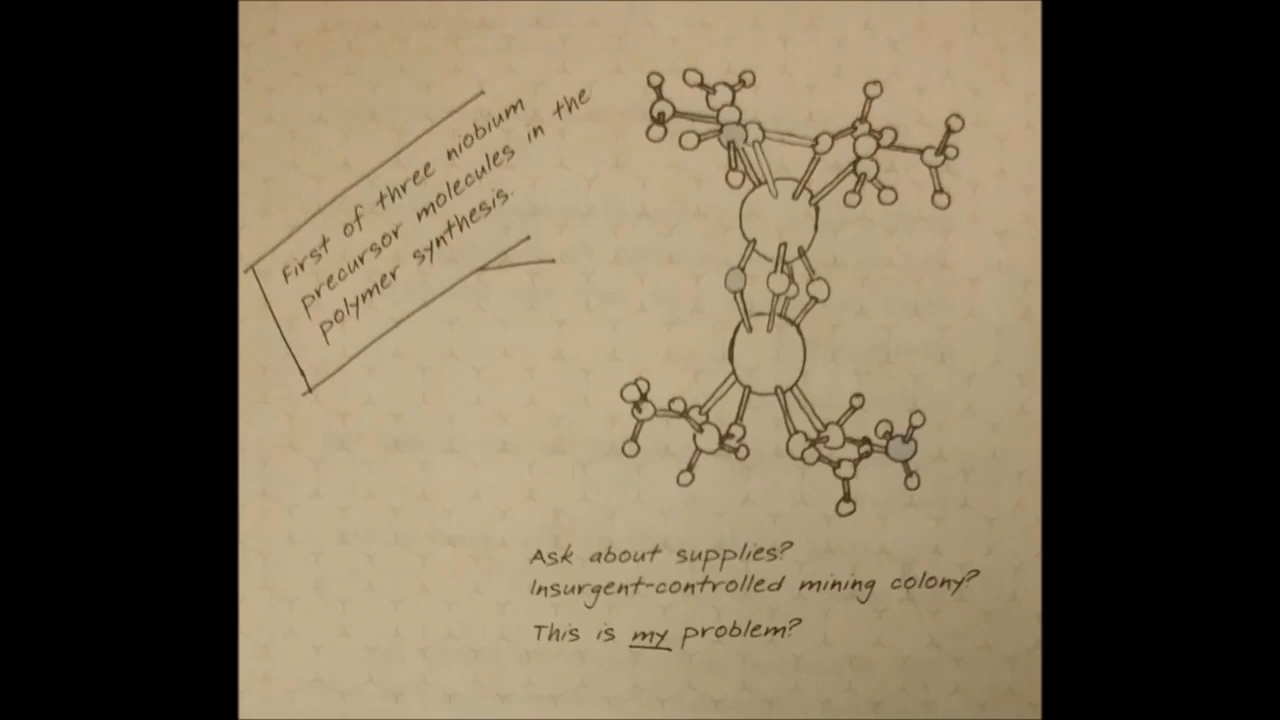 First of three niobium
precursor molecules in the
polymer synthesis.
Ask about supplies?
Insurgent-controlled mining colony?
This is my problem?